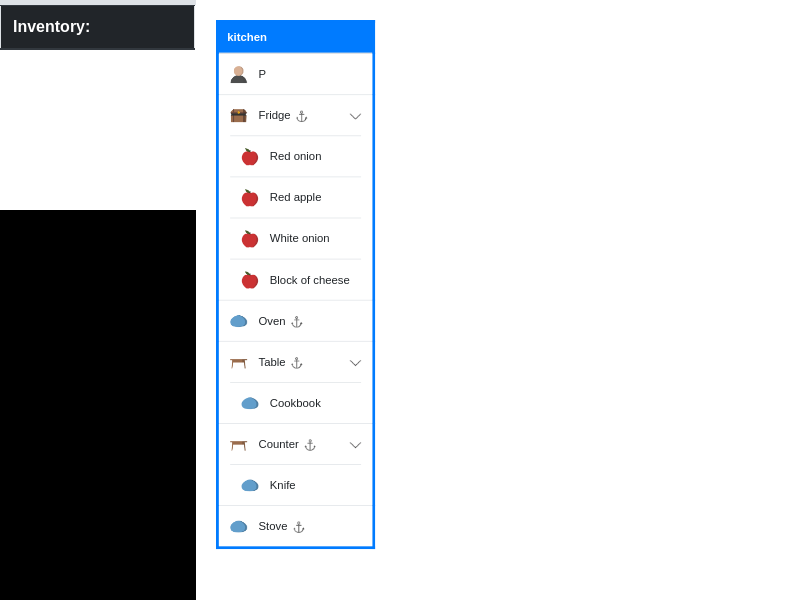 Inventory:
kitchen
P
Fridge
Red onion
Red apple
White onion
Block of cheese
Oven
Table
Cookbook
Counter
Knife
Stove